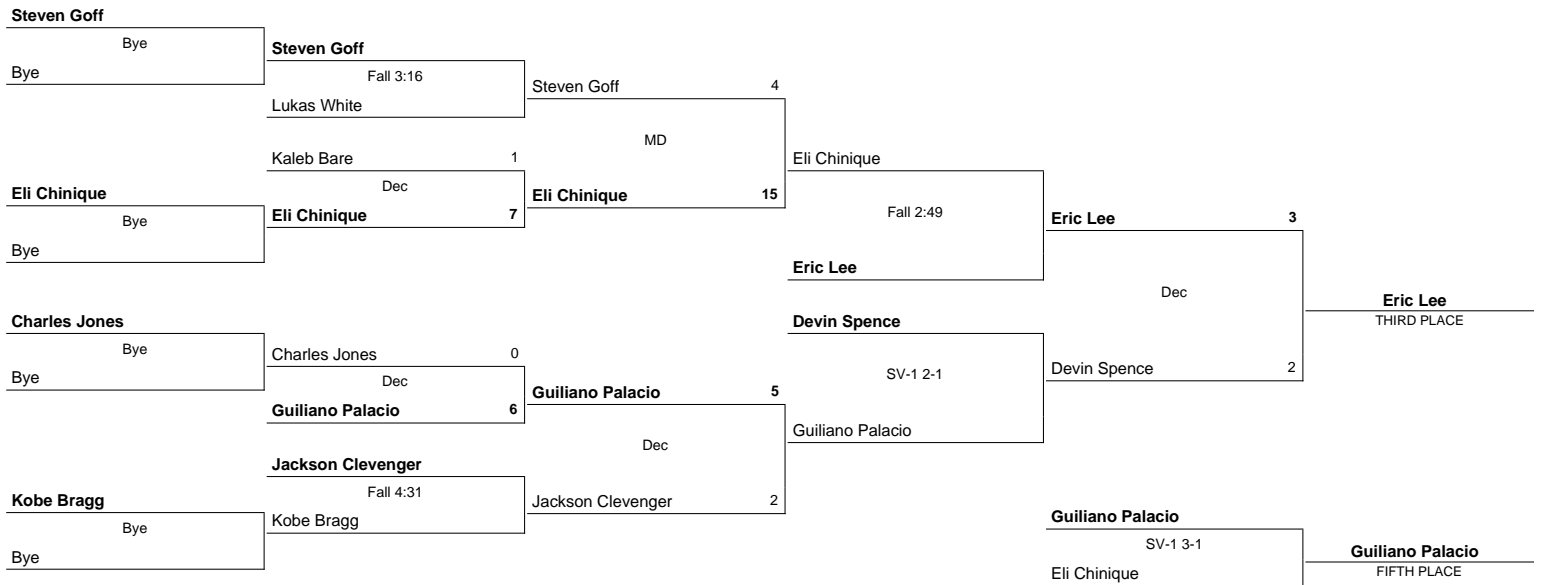 Steven Goff
Bye
Bye
Eli Chinique
Bye
Bye
Charles Jones
Bye
Bye
Kobe Bragg
Bye
Bye
Steven Goff
Fall 3:16
Lukas White
Kaleb Bare 1
Dec
Eli Chinique 7
Charles Jones 0
Dec
Guiliano Palacio 6
Jackson Clevenger
Fall 4:31
Kobe Bragg
Steven Goff 4
MD
Eli Chinique 15
Guiliano Palacio 5
Dec
Jackson Clevenger 2
Eli Chinique
Fall 2:49
Eric Lee
Devin Spence
SV-1 2-1
Guiliano Palacio
Eric Lee 3
Dec
Devin Spence 2
Eric Lee
THIRD PLACE
Guiliano Palacio
SV-1 3-1
Eli Chinique
Guiliano Palacio
FIFTH PLACE